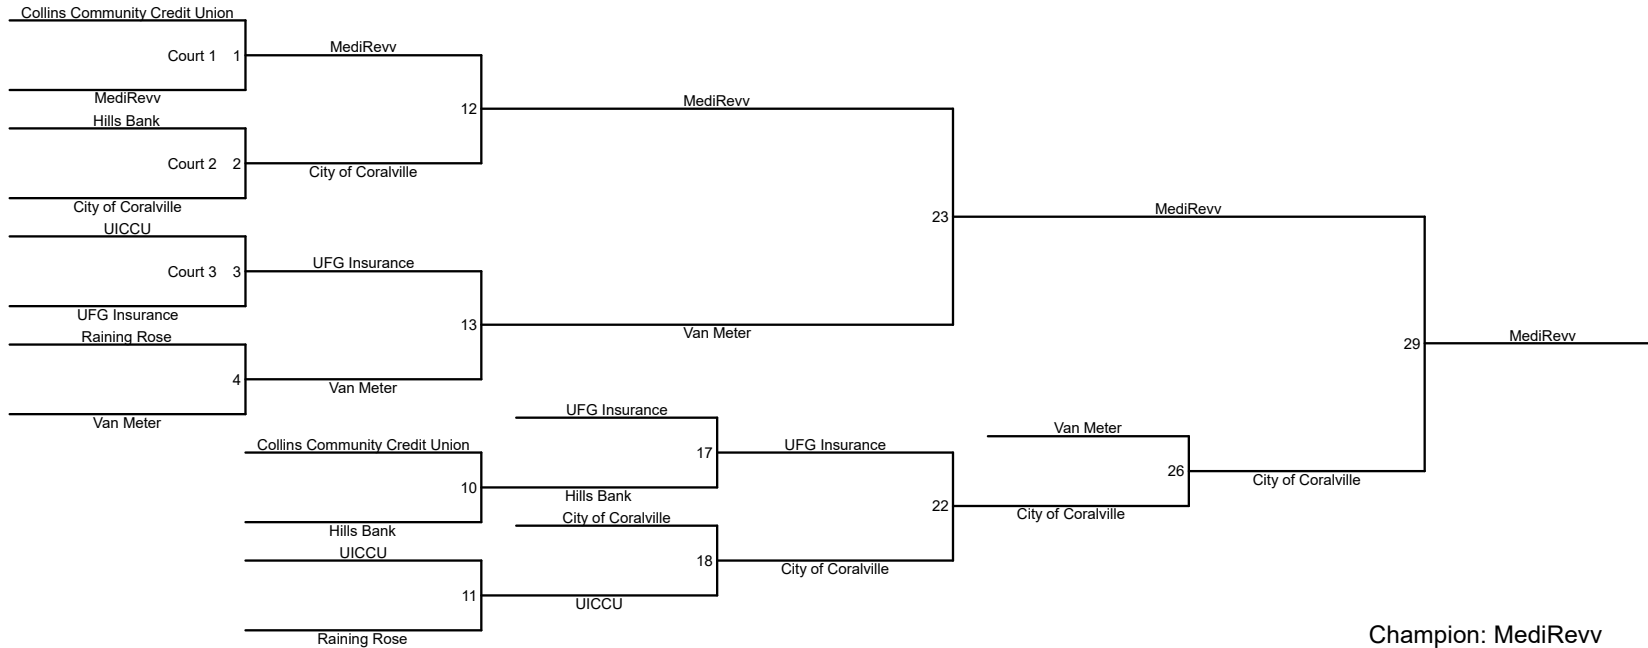 Collins Community Credit Union
Court 1 1
MediRevv
MediRevv
Hills Bank
12
MediRevv
Court 2 2
City of Coralville
City of Coralville
UICCU
23
MediRevv
Court 3 3
UFG Insurance
UFG Insurance
Raining Rose
13
Van Meter
4
Van Meter
Van Meter
29
MediRevv
UFG Insurance
Van Meter
Collins Community Credit Union
17
UFG Insurance
26
City of Coralville
10
Hills Bank
Hills Bank
City of Coralville
22
City of Coralville
UICCU
18
City of Coralville
11
UICCU
Raining Rose
Champion: MediRevv